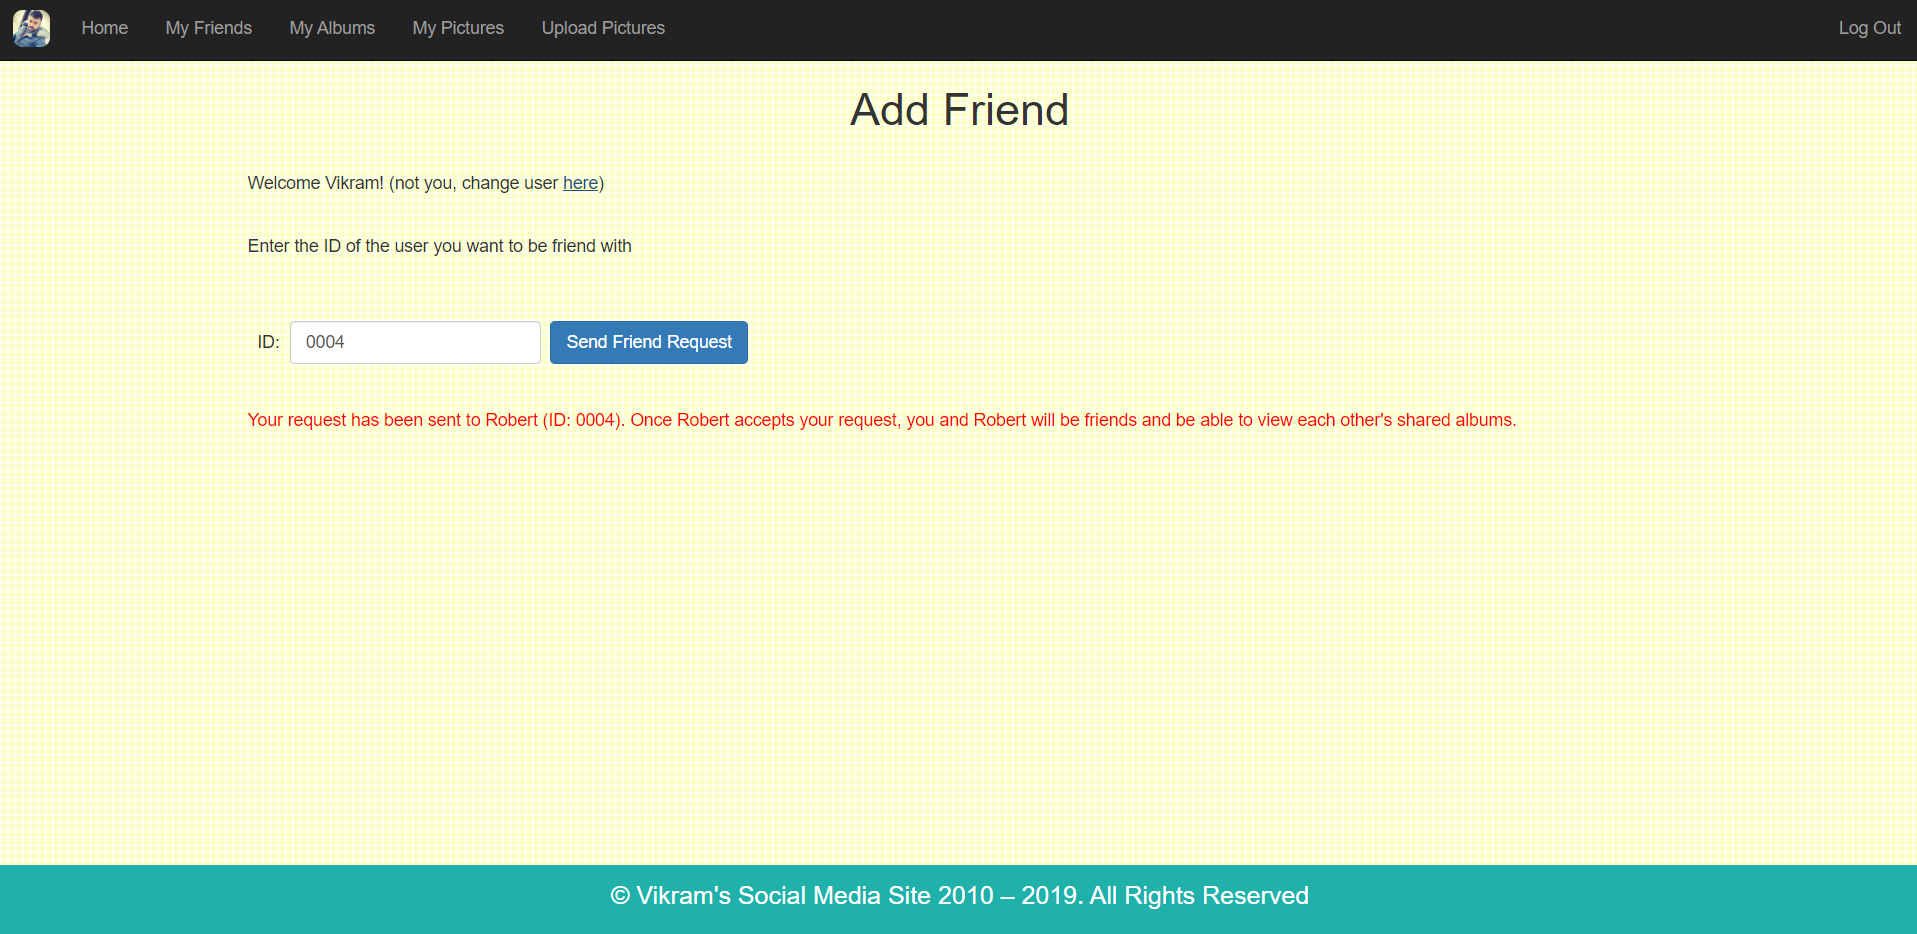 Home My Friends My Albums My Pictures Upload Pictures Log Out
Add Friend
Welcome Vikram! (not you, change user here)
Enter the ID of the user you want to be friend with
ID: 0004 Send Friend Request
Your request has been sent to Robert (ID: 0004). Once Robert accepts your request, you and Robert will be friends and be able to view each other's shared albums.
© Vikram's Social Media Site 2010 – 2019. All Rights Reserved